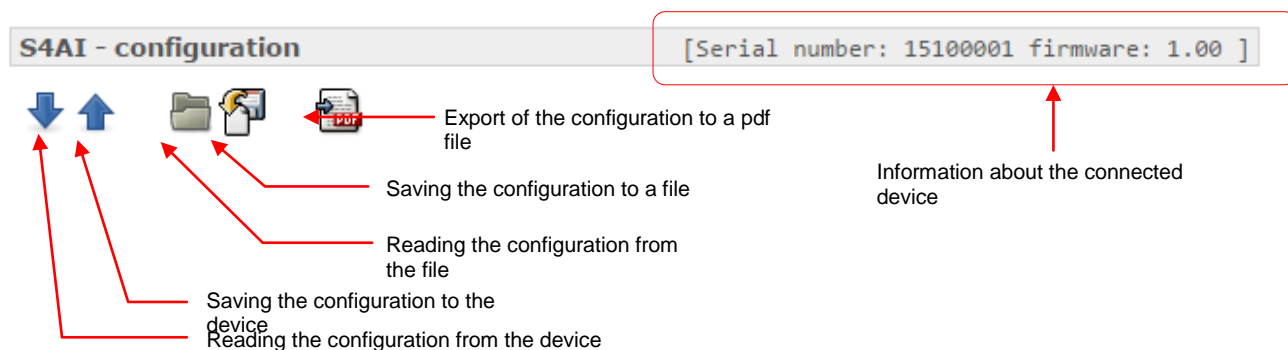 S4AI - configuration [Serial number: 15100001 firmware: 1.00 ]
PDF
Export of the configuration to a pdf
file
Saving the configuration to a file
Information about the connected
device
Reading the configuration from
the file
Saving the configuration to the
device
Reading the configuration from the device